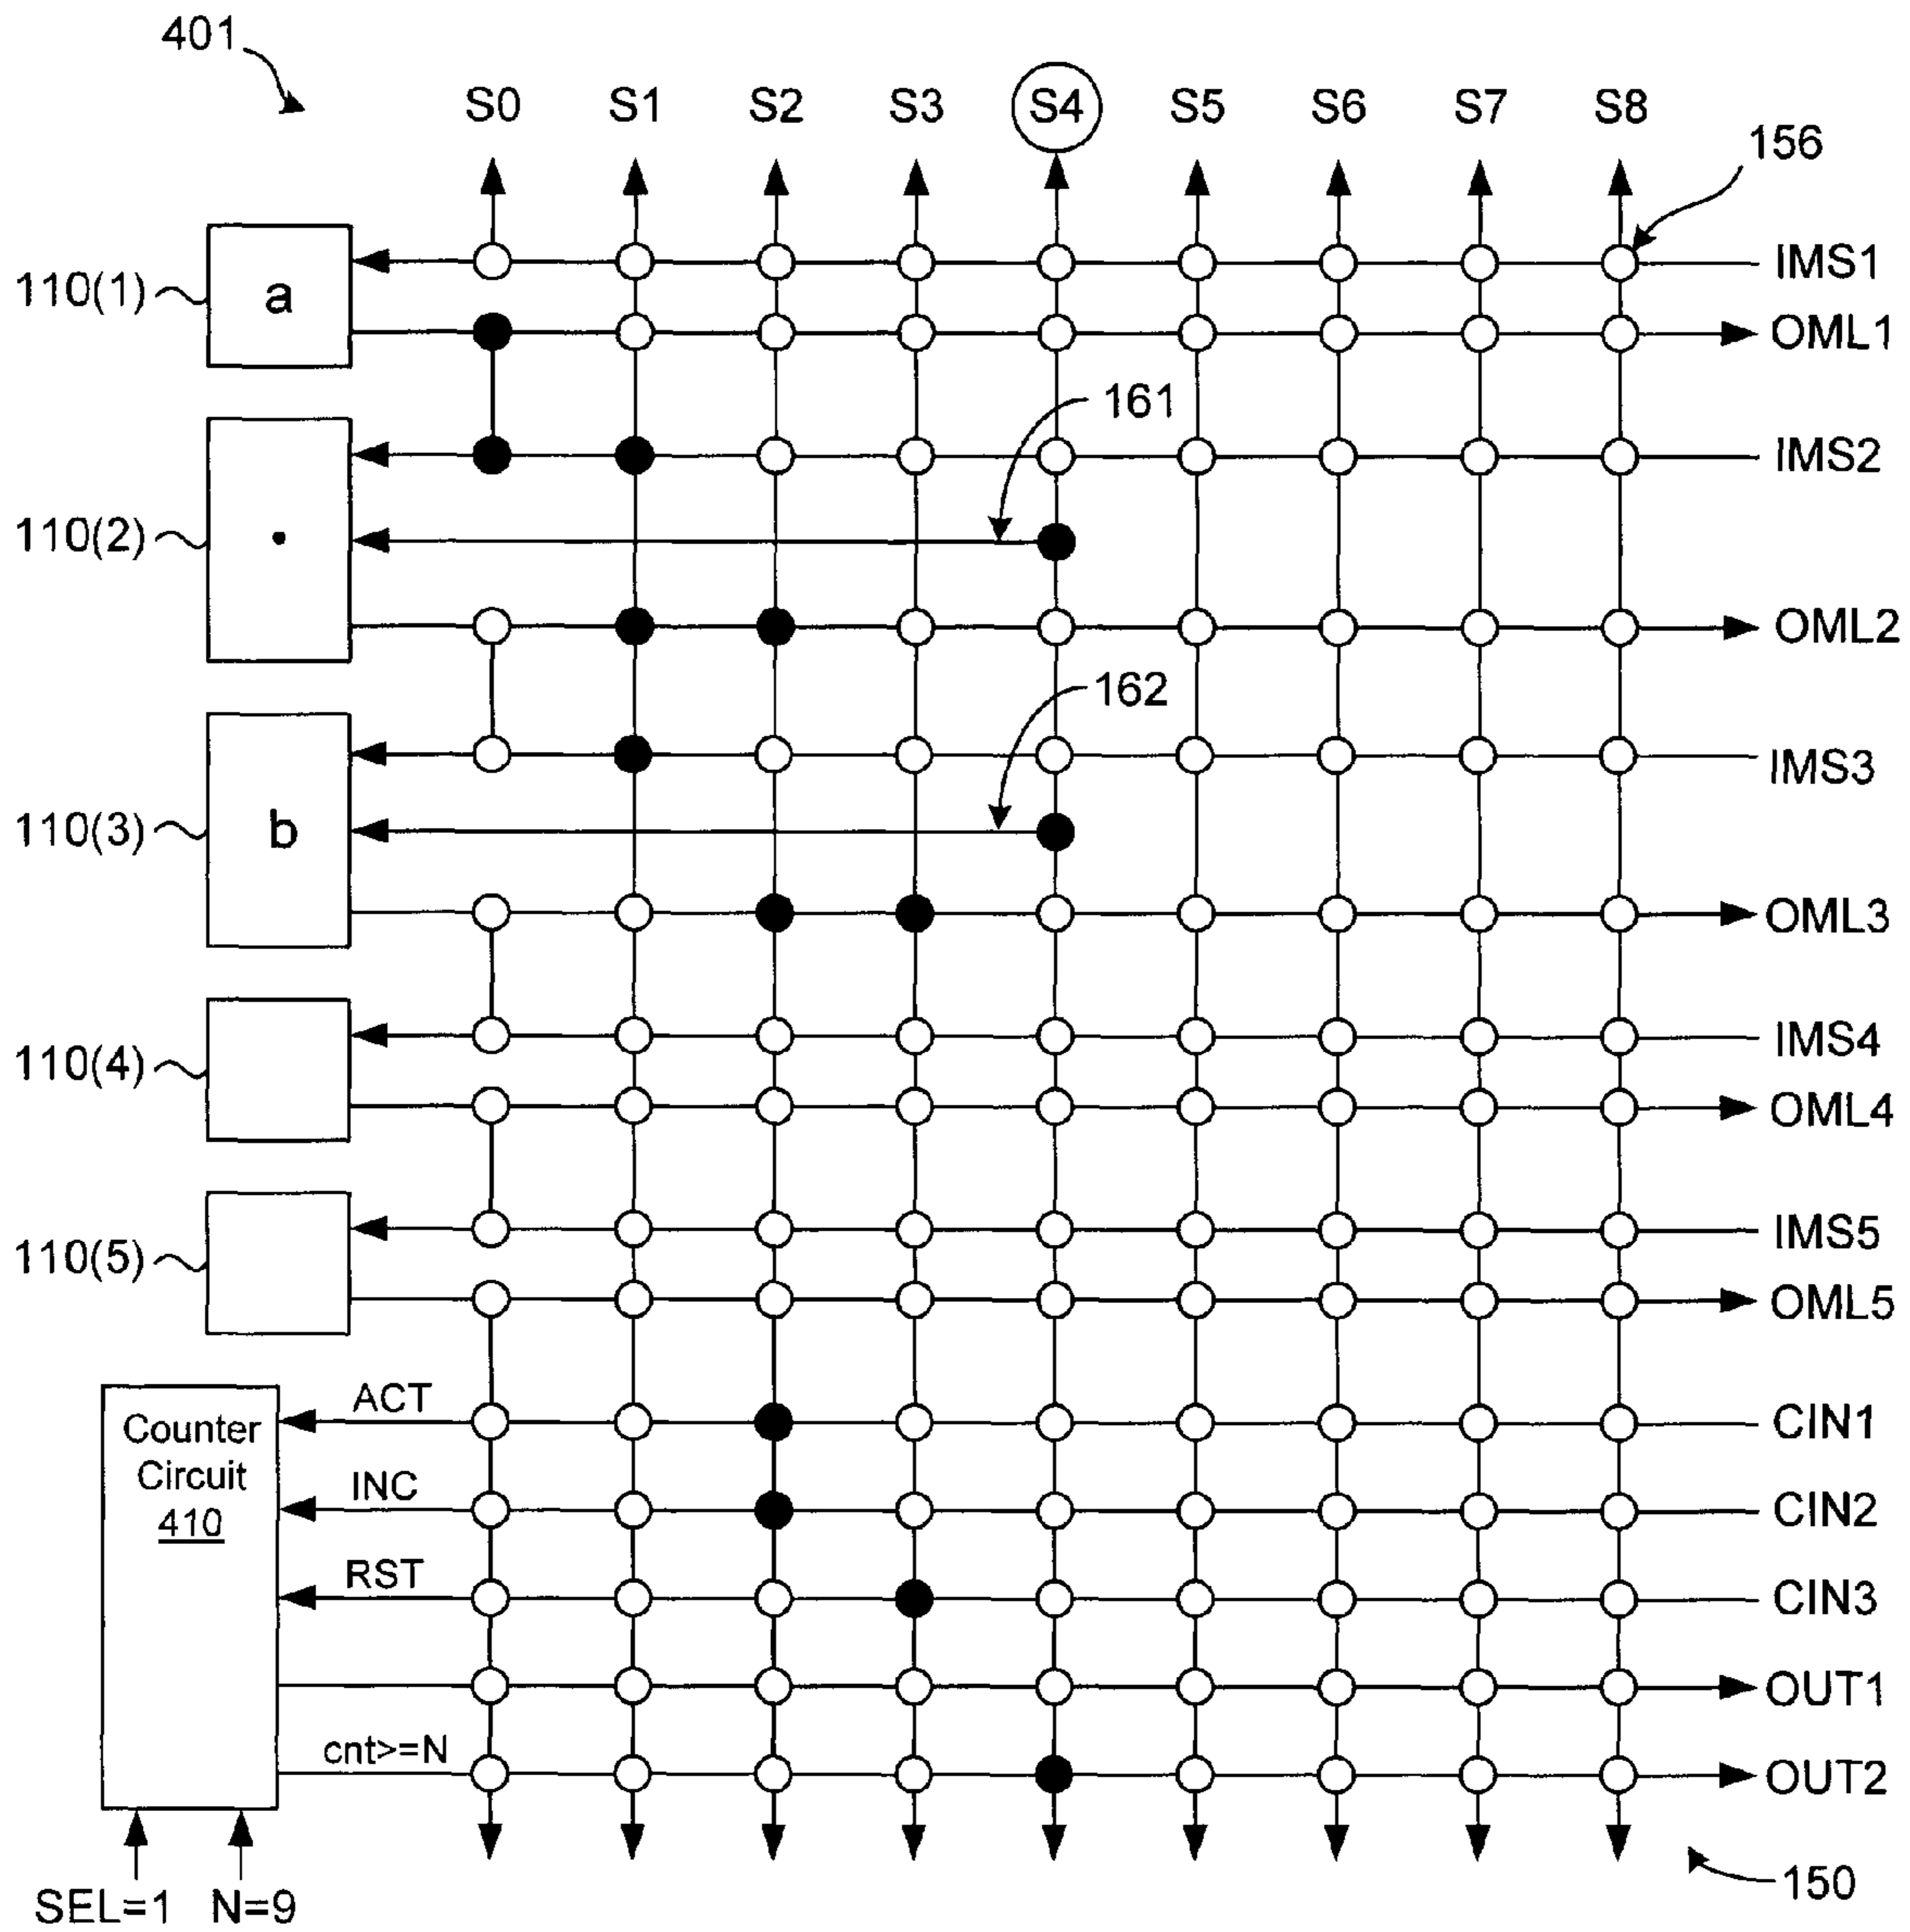 401
S0 S1 S2 S3 S4 S5 S6 S7 S8
156
110(1)
a
IMS1
OML1
161
110(2)
•
IMS2
OML2
162
110(3)
b
IMS3
OML3
110(4)
IMS4
OML4
110(5)
IMS5
OML5
Counter
Circuit
410
ACT
CIN1
INC
CIN2
RST
CIN3
OUT1
cnt>=N
OUT2
SEL=1 N=9
150